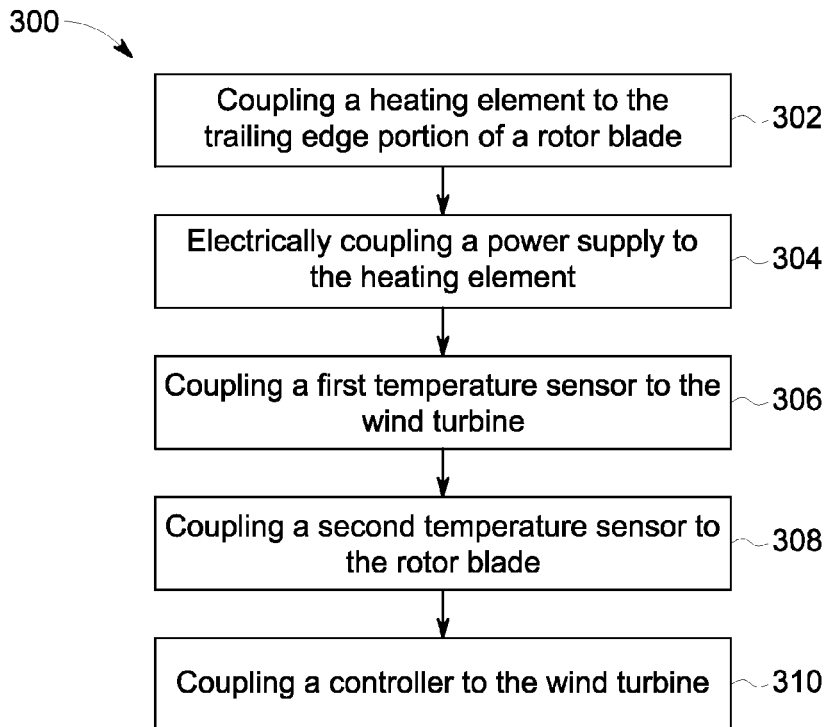 300
Coupling a heating element to the
trailing edge portion of a rotor blade
302
Electrically coupling a power supply to
the heating element
304
Coupling a first temperature sensor to the
wind turbine
306
Coupling a second temperature sensor to
the rotor blade
308
Coupling a controller to the wind turbine
310